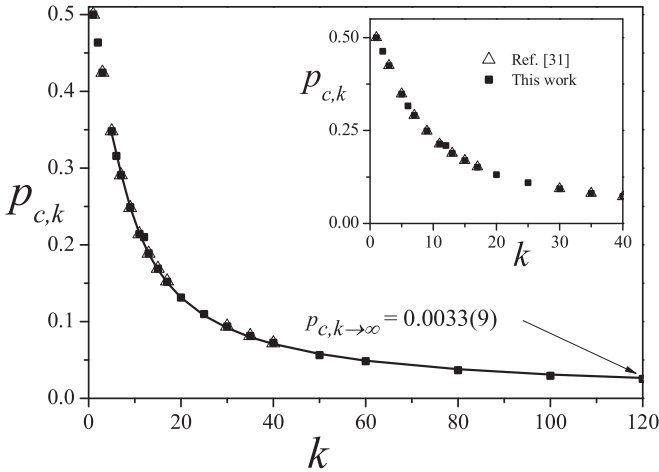 0.5
0.4
0.3
0.2
0.1
0.0
p_{c,k}
0 20 40 60 80 100 120
k
p_{c,k→∞} = 0.0033(9)
0.50
0.25
0.00
p_{c,k}
0 10 20 30 40
k
Ref. [31]
This work